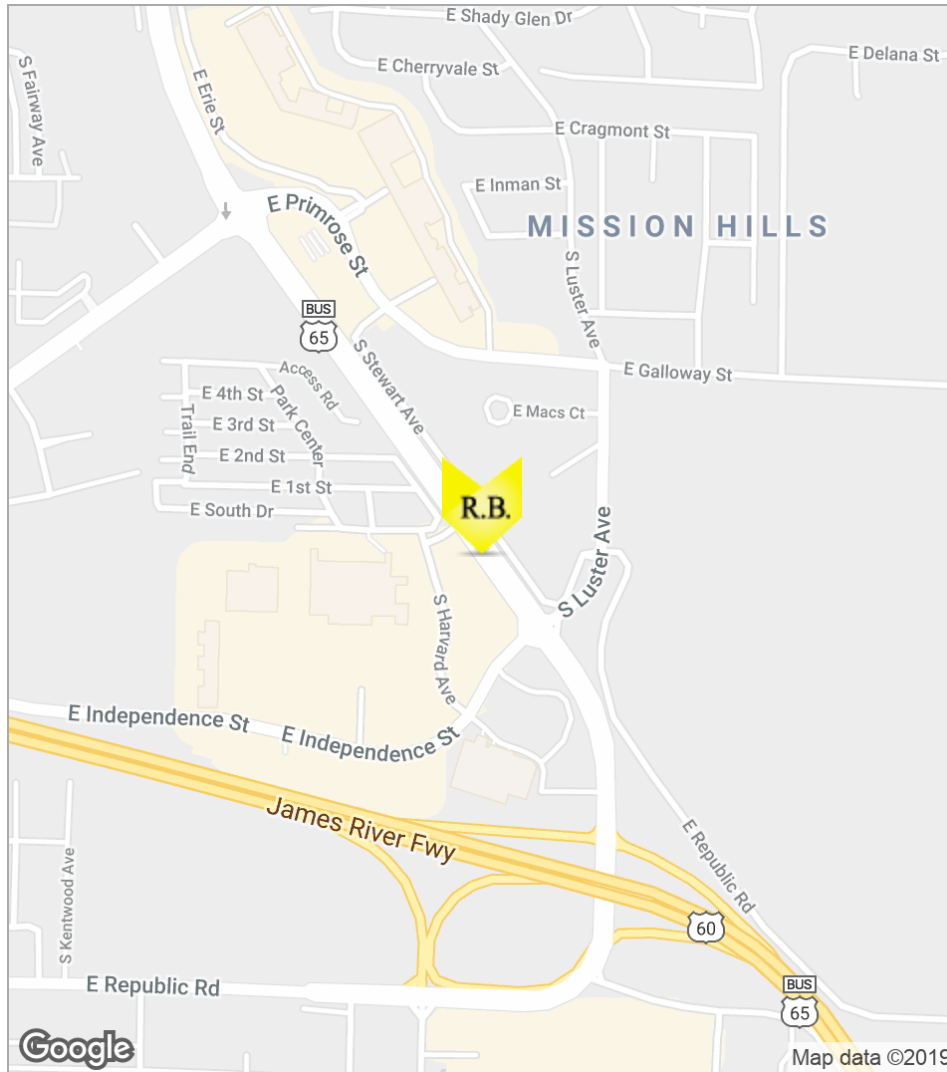 E Shady Glen Dr
E Delana St
E Cherryvale St
S Fairway Ave
E Erie St
E Cragmont St
E Inman St
E Primrose St
MISSION HILLS
S Luster Ave
BUS
65
S Stewart Ave
E Galloway St
Access Rd
E 4th St
Park Center
E Macs Ct
Trail End
E 3rd St
E 2nd St
E 1st St
R.B.
E South Dr
S Luster Ave
S Harvard Ave
E Independence St
E Independence St
James River Fwy
E Republic Rd
S Kentwood Ave
60
E Republic Rd
BUS
65
Google
Map data ©2019